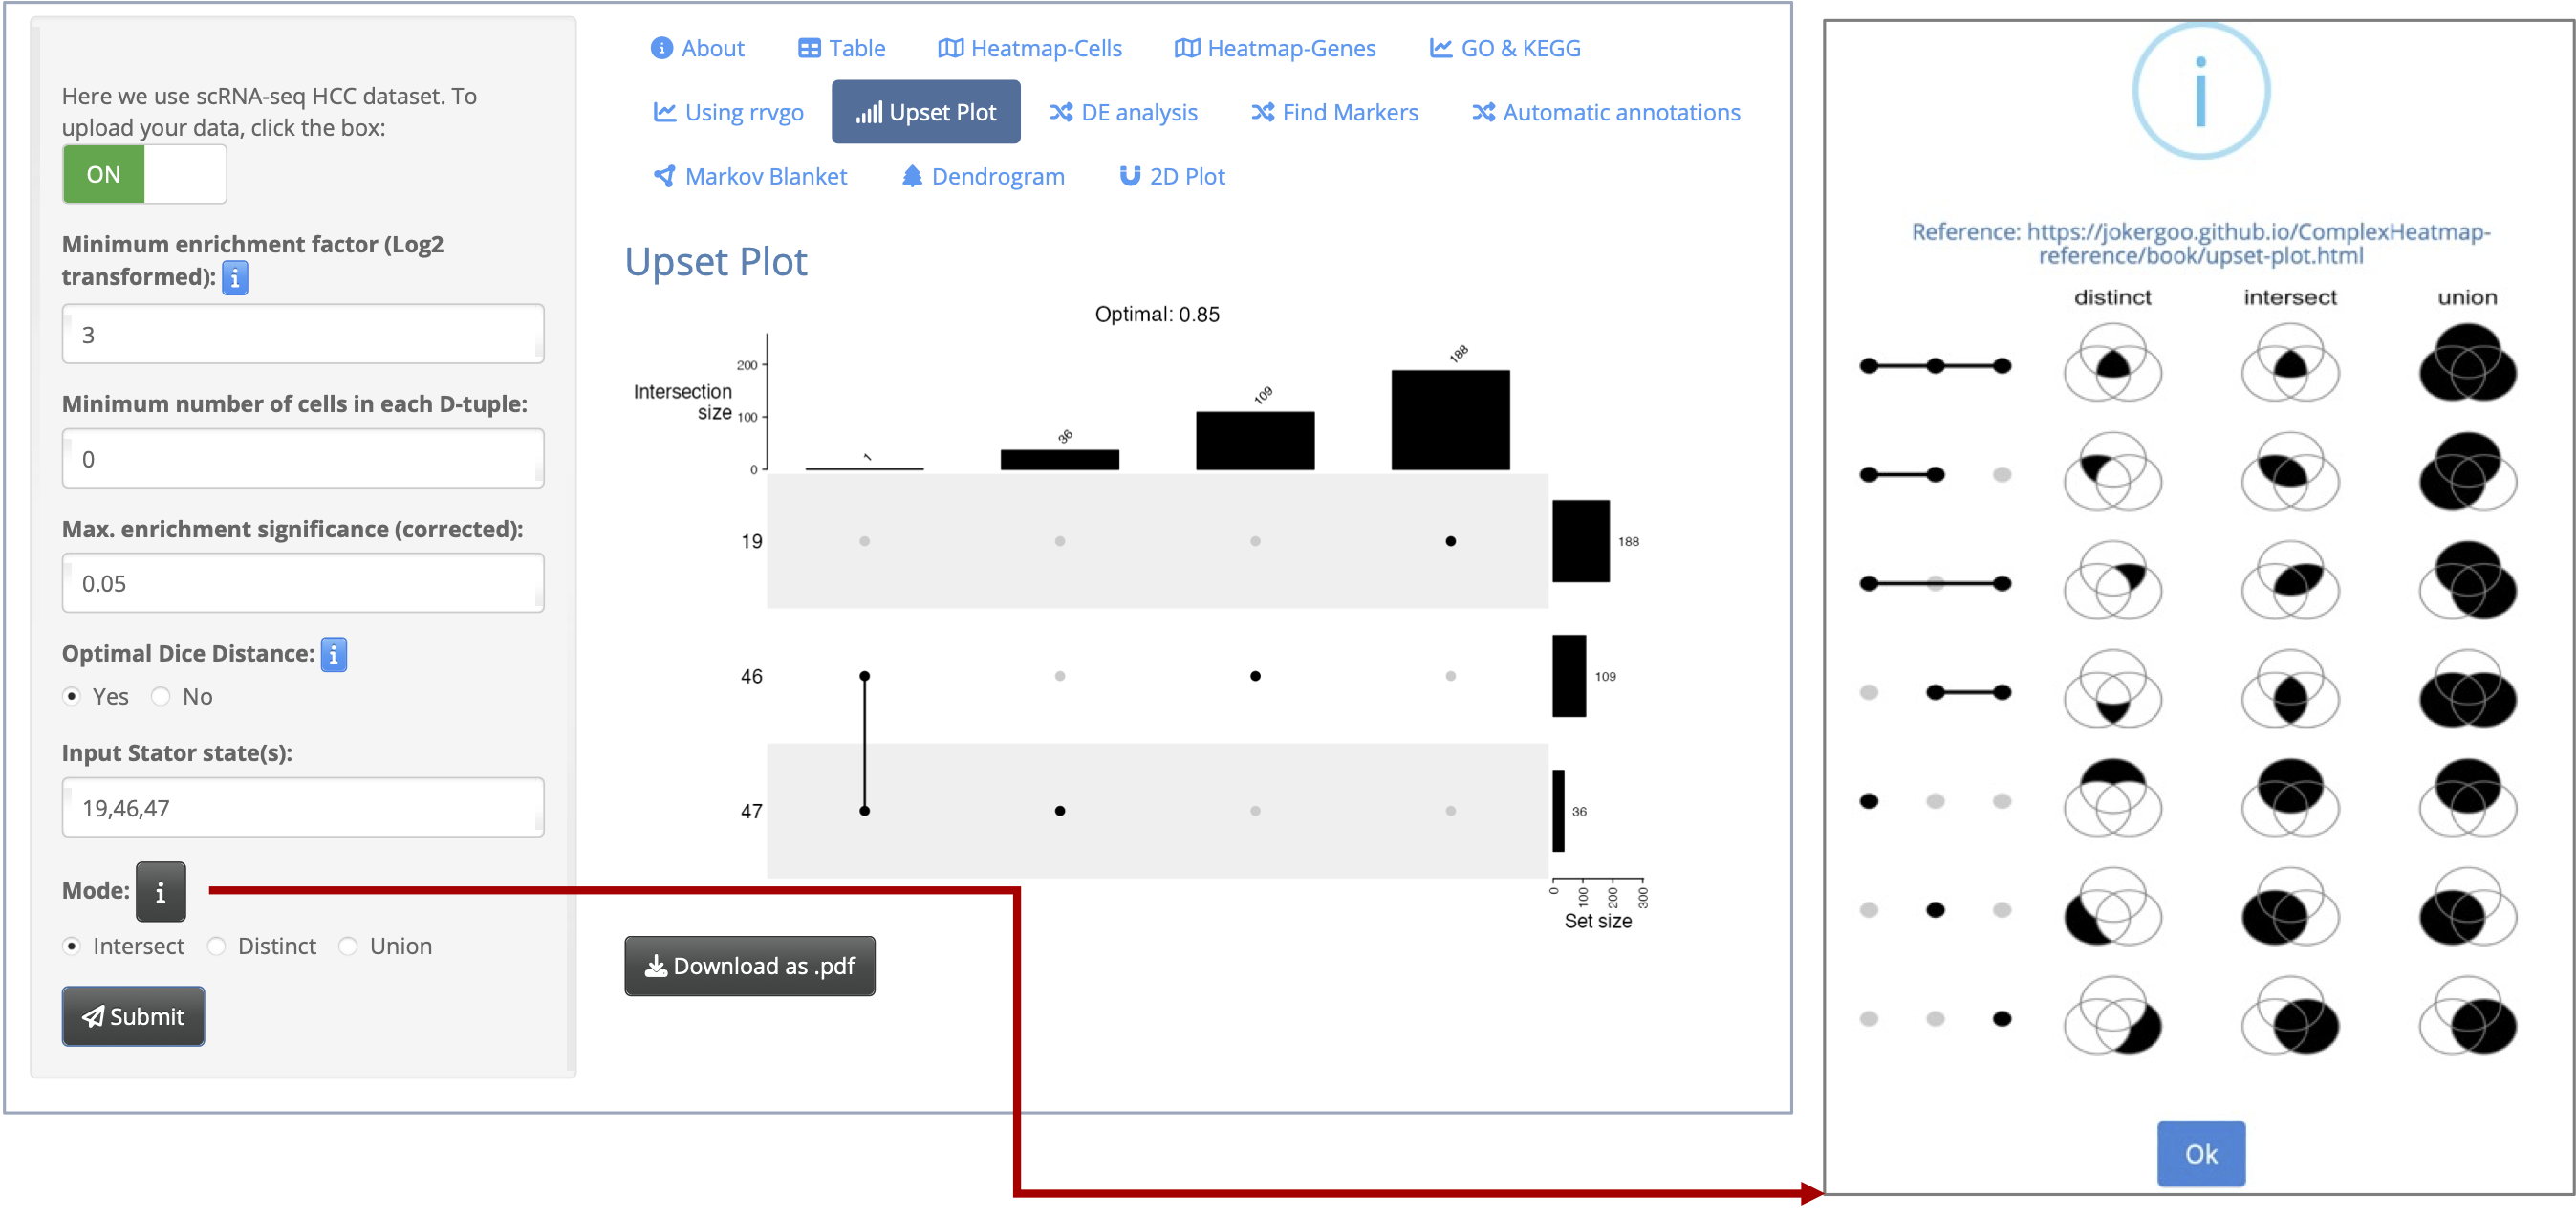 Here we use scRNA-seq HCC dataset. To
upload your data, click the box:
ON
Minimum enrichment factor (Log2
transformed): i
3
Minimum number of cells in each D-tuple:
0
Max. enrichment significance (corrected):
0.05
Optimal Dice Distance: i
Yes No
Input Stator state(s):
19,46,47
Mode: i
Intersect Distinct Union
Submit
About Table Heatmap-Cells Heatmap-Genes GO & KEGG
Using rrvgo Upset Plot DE analysis Find Markers Automatic annotations
Markov Blanket Dendrogram 2D Plot
Upset Plot
Optimal: 0.85
Intersection
size
200
100
0
1 36 109 188
19 188
46 109
47 36
0 100 200 300
Set size
Download as .pdf
i
Reference: https://jokergoo.github.io/ComplexHeatmap-
reference/book/upset-plot.html
distinct intersect union
Ok